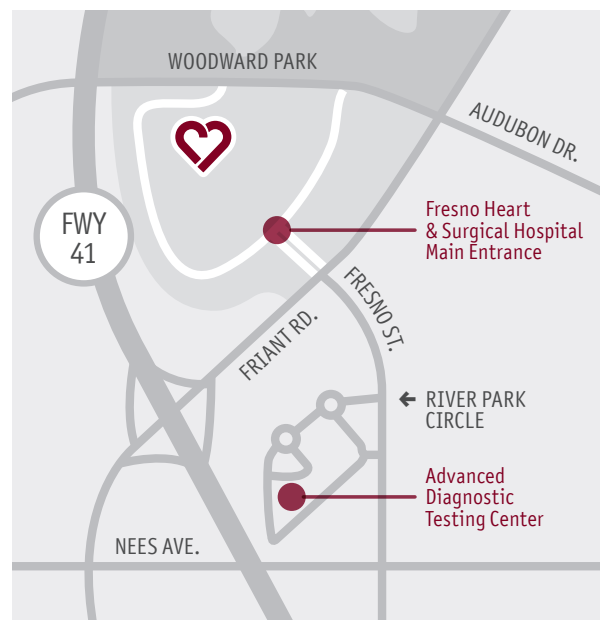 WOODWARD PARK
AUDUBON DR.
Fresno Heart
& Surgical Hospital
Main Entrance
FWY
41
FRESNO ST.
FRIANT RD.
RIVER PARK
CIRCLE
Advanced
Diagnostic
Testing Center
NEES AVE.